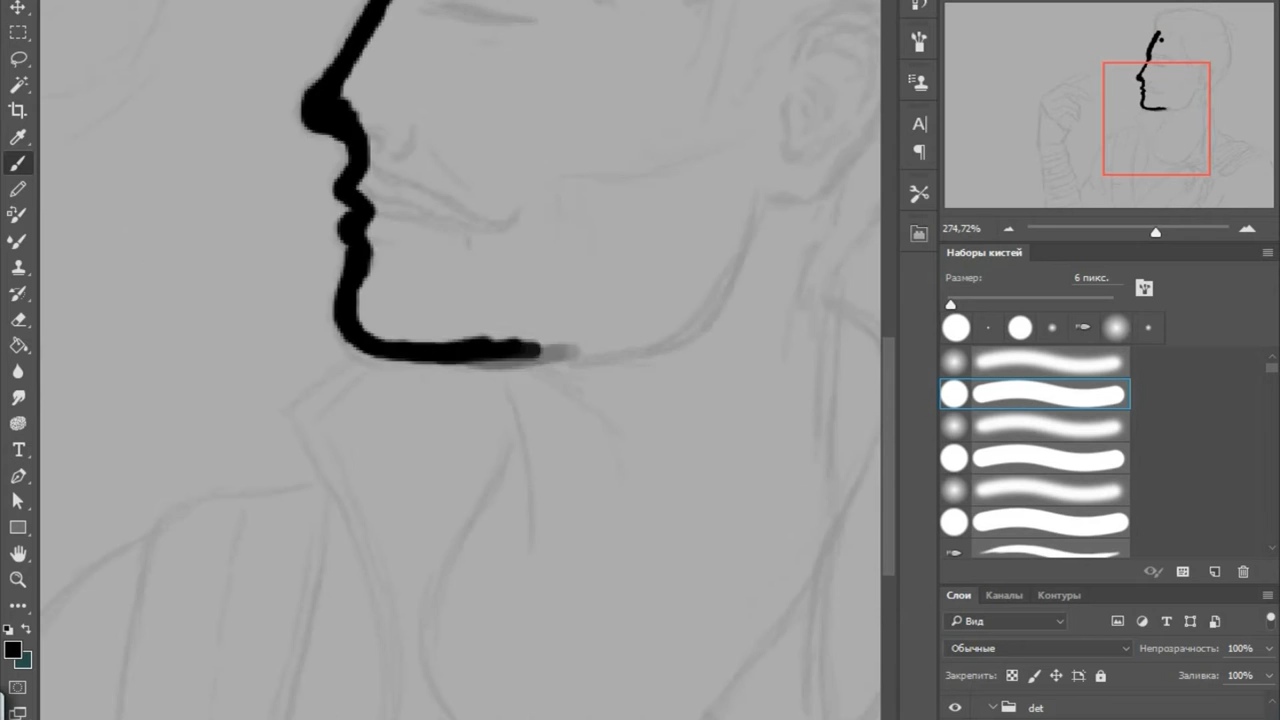 274,72%
Наборы кистей
Размер: 6 пикс.
Слои Каналы Контуры
Вид
Обычные Непрозрачность: 100%
Закрепить: Заливка: 100%
det